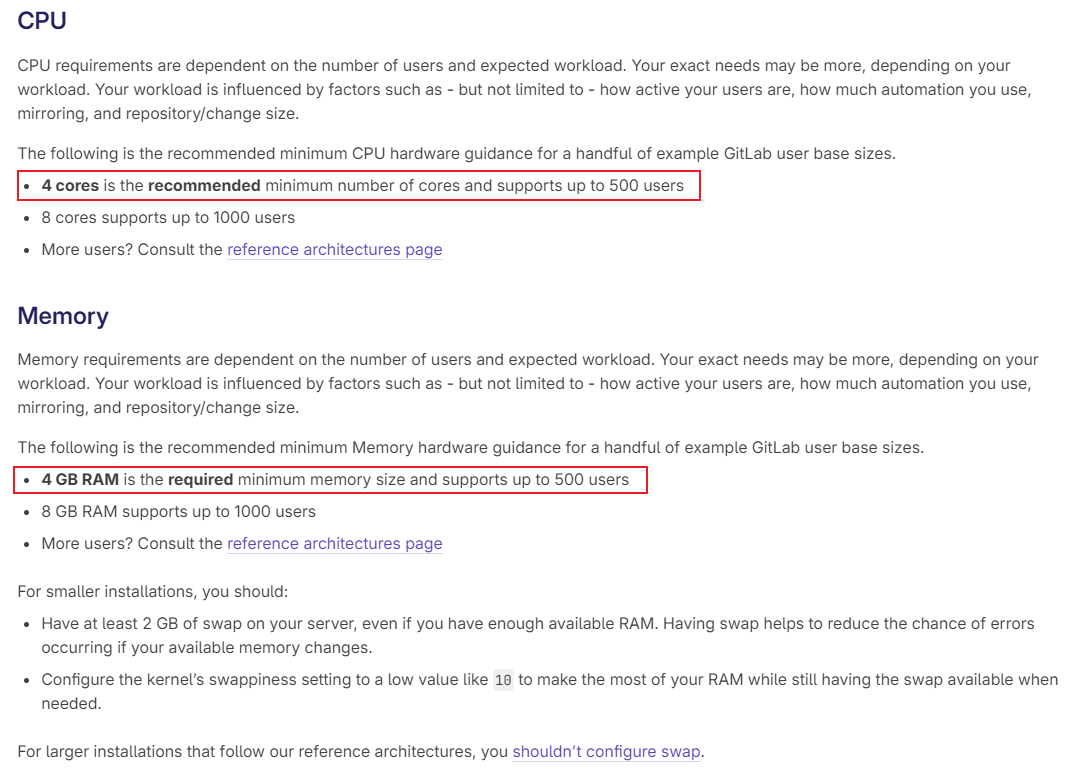 CPU
CPU requirements are dependent on the number of users and expected workload. Your exact needs may be more, depending on your
workload. Your workload is influenced by factors such as - but not limited to - how active your users are, how much automation you use,
mirroring, and repository/change size.
The following is the recommended minimum CPU hardware guidance for a handful of example GitLab user base sizes.
• 4 cores is the recommended minimum number of cores and supports up to 500 users
• 8 cores supports up to 1000 users
• More users? Consult the reference architectures page
Memory
Memory requirements are dependent on the number of users and expected workload. Your exact needs may be more, depending on your
workload. Your workload is influenced by factors such as - but not limited to - how active your users are, how much automation you use,
mirroring, and repository/change size.
The following is the recommended minimum Memory hardware guidance for a handful of example GitLab user base sizes.
• 4 GB RAM is the required minimum memory size and supports up to 500 users
• 8 GB RAM supports up to 1000 users
• More users? Consult the reference architectures page
For smaller installations, you should:
• Have at least 2 GB of swap on your server, even if you have enough available RAM. Having swap helps to reduce the chance of errors
occurring if your available memory changes.
• Configure the kernel’s swappiness setting to a low value like 10 to make the most of your RAM while still having the swap available when
needed.
For larger installations that follow our reference architectures, you shouldn’t configure swap.